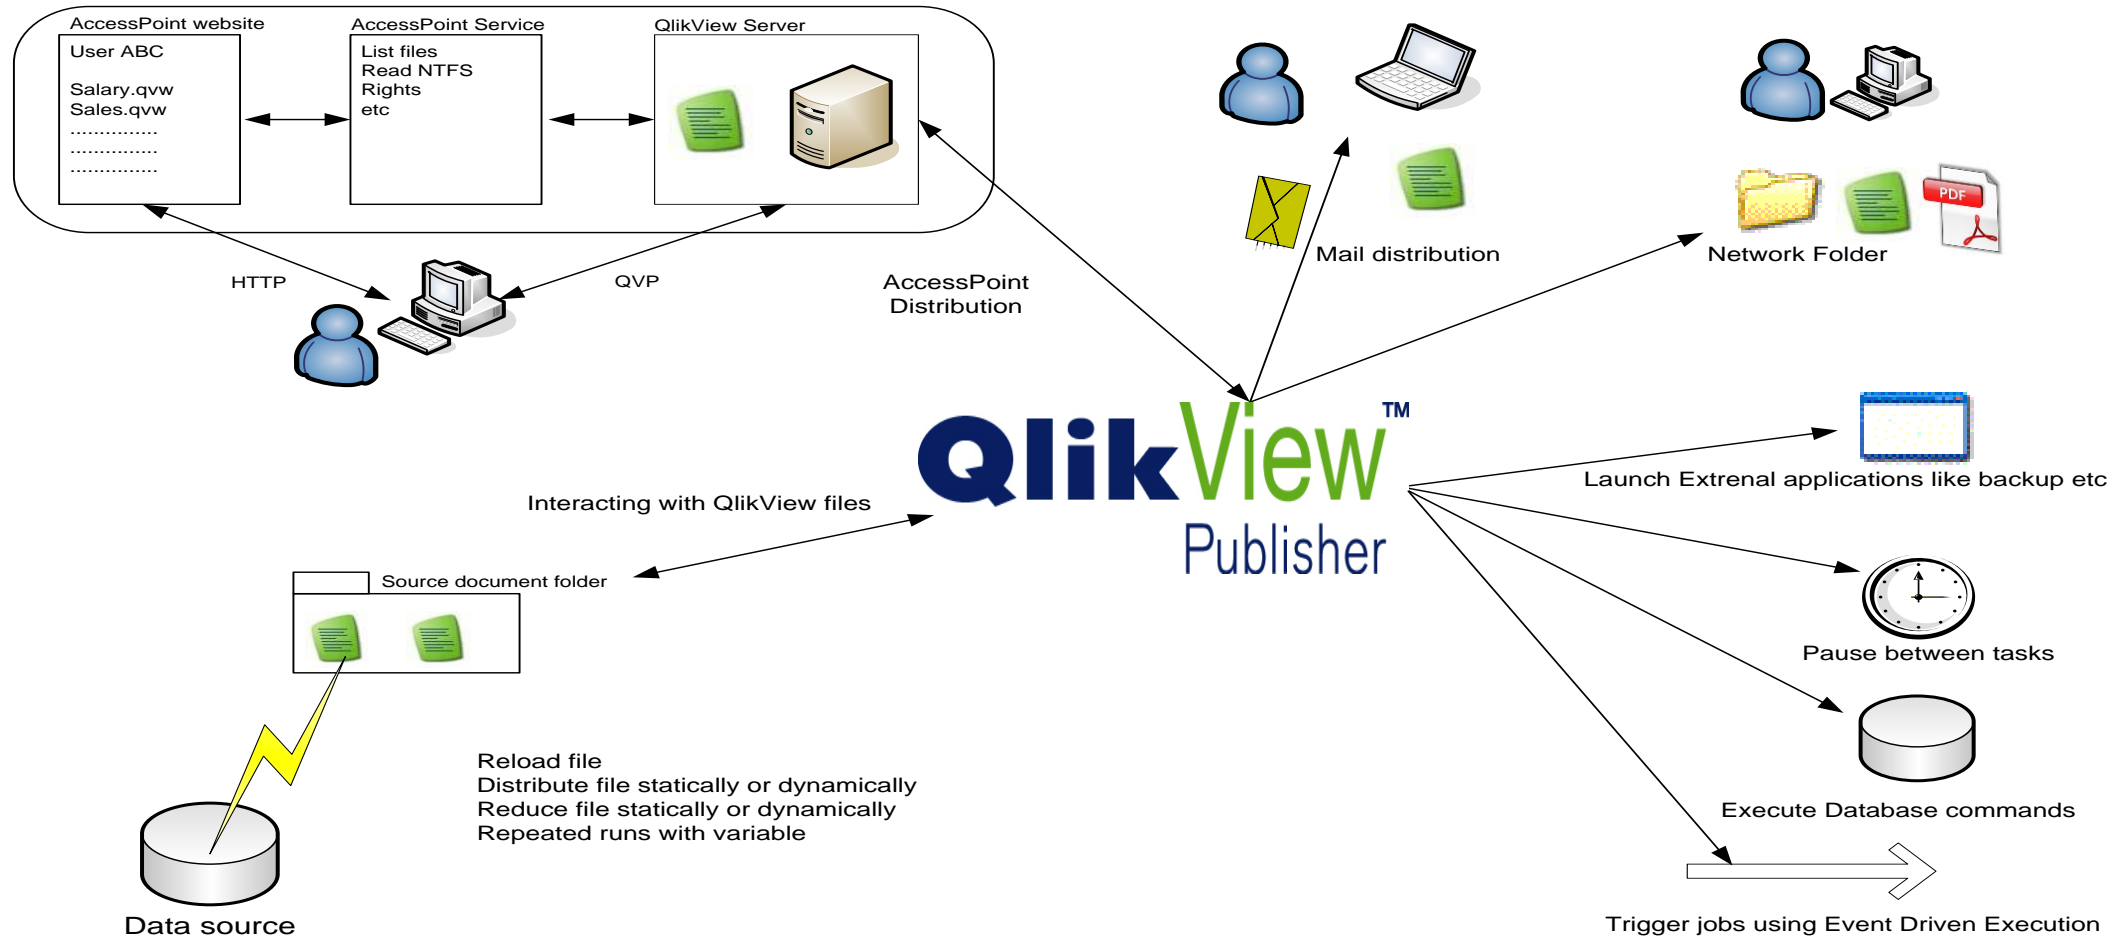 AccessPoint website
AccessPoint Service
QlikView Server
User ABC
Salary.qvw
Sales.qvw
...............
...............
...............
List files
Read NTFS
Rights
etc
HTTP
QVP
AccessPoint
Distribution
Mail distribution
PDF
Network Folder
QlikView™
Publisher
Interacting with QlikView files
Source document folder
Launch Extrenal applications like backup etc
Pause between tasks
Execute Database commands
Trigger jobs using Event Driven Execution
Reload file
Distribute file statically or dynamically
Reduce file statically or dynamically
Repeated runs with variable
Data source